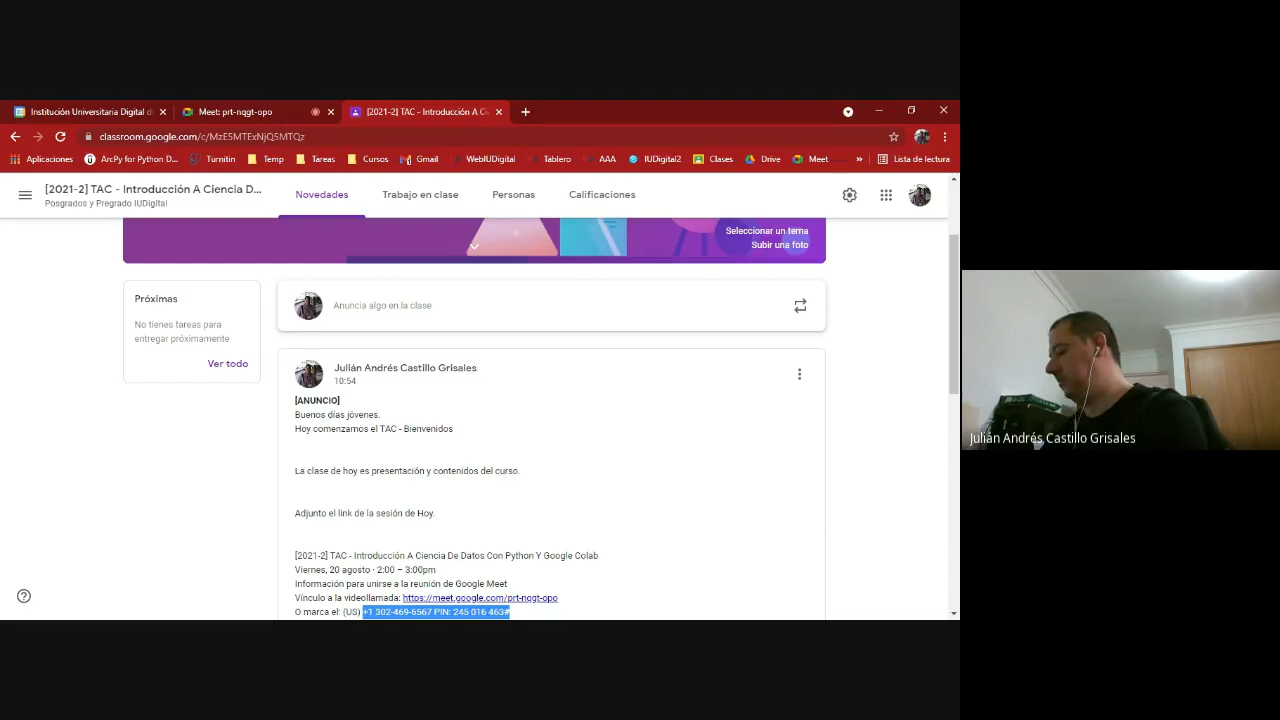 Institución Universitaria Digital d
Meet: prt-nqgt-opo
[2021-2] TAC - Introducción A Ci
classroom.google.com/c/MzE5MTExNjQ5MTQz
Aplicaciones
ArcPy for Python D...
Turnitin
Temp
Tareas
Cursos
Gmail
WebIUDigital
Tablero
AAA
IUDigital2
Clases
Drive
Meet
»
Lista de lectura
[2021-2] TAC - Introducción A Ciencia D...
Posgrados y Pregrado IUDigital
Novedades
Trabajo en clase
Personas
Calificaciones
Seleccionar un tema
Subir una foto
Próximas
No tienes tareas para
entregar próximamente
Ver todo
Anuncia algo en la clase
Julián Andrés Castillo Grisales
10:54
[ANUNCIO]
Buenos días jóvenes.
Hoy comenzamos el TAC - Bienvenidos
La clase de hoy es presentación y contenidos del curso.
Adjunto el link de la sesión de Hoy.
[2021-2] TAC - Introducción A Ciencia De Datos Con Python Y Google Colab
Viernes, 20 agosto · 2:00 – 3:00pm
Información para unirse a la reunión de Google Meet
Vínculo a la videollamada: https://meet.google.com/prt-nqgt-opo
O marca el: (US) +1 302-469-6567 PIN: 245 016 463#
Julián Andrés Castillo Grisales